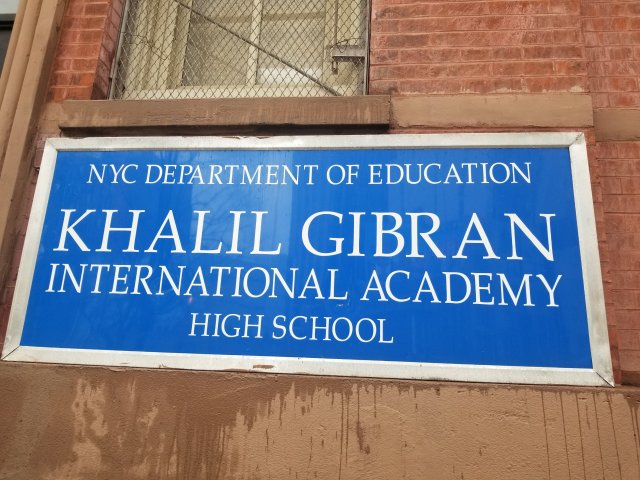 NYC DEPARTMENT OF EDUCATION
KHALIL GIBRAN
INTERNATIONAL ACADEMY
HIGH SCHOOL